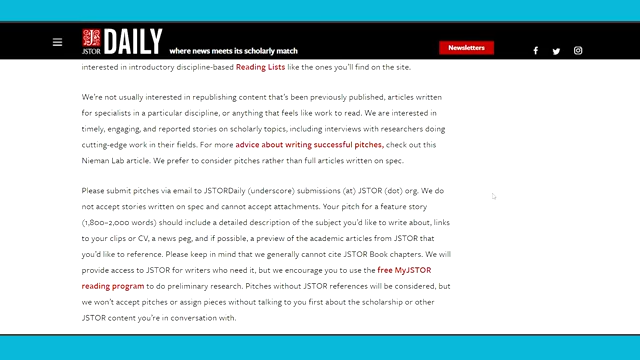 JSTOR DAILY where news meets its scholarly match Newsletters
interested in introductory discipline-based Reading Lists like the ones you'll find on the site.
We're not usually interested in republishing content that's been previously published, articles written
for specialists in a particular discipline, or anything that feels like work to read. We are interested in
timely, engaging, and reported stories on scholarly topics, including interviews with researchers doing
cutting-edge work in their fields. For more advice about writing successful pitches, check out this
Nieman Lab article. We prefer to consider pitches rather than full articles written on spec.
Please submit pitches via email to JSTORDaily (underscore) submissions (at) JSTOR (dot) org. We do
not accept stories written on spec and cannot accept attachments. Your pitch for a feature story
(1,800–2,000 words) should include a detailed description of the subject you'd like to write about, links
to your clips or CV, a news peg, and if possible, a preview of the academic articles from JSTOR that
you'd like to reference. Please keep in mind that we generally cannot cite JSTOR Book chapters. We will
provide access to JSTOR for writers who need it, but we encourage you to use the free MyJSTOR
reading program to do preliminary research. Pitches without JSTOR references will be considered, but
we won't accept pitches or assign pieces without talking to you first about the scholarship or other
JSTOR content you're in conversation with.